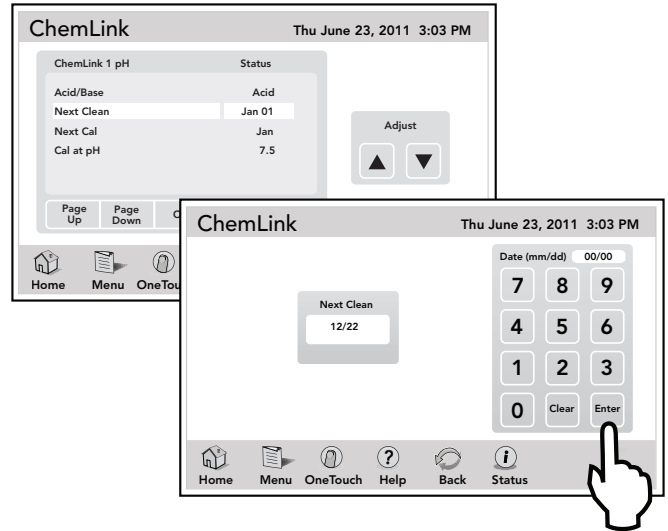 ChemLink Thu June 23, 2011 3:03 PM
ChemLink 1 pH Status
Acid/Base Acid
Next Clean Jan 01
Next Cal Jan
Cal at pH 7.5
Adjust
Page Up Page Down
Home Menu
ChemLink Thu June 23, 2011 3:03 PM
Date (mm/dd) 00/00
Next Clean
12/22
7 8 9
4 5 6
1 2 3
0 Clear Enter
Home Menu OneTouch Help Back Status